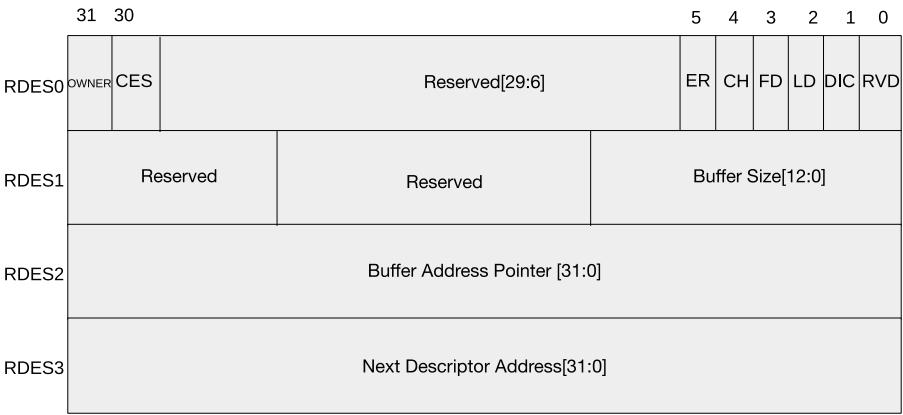 31 30 5 4 3 2 1 0
RDES0 OWNER CES Reserved[29:6] ER CH FD LD DIC RVD
RDES1 Reserved Reserved Buffer Size[12:0]
RDES2 Buffer Address Pointer [31:0]
RDES3 Next Descriptor Address[31:0]